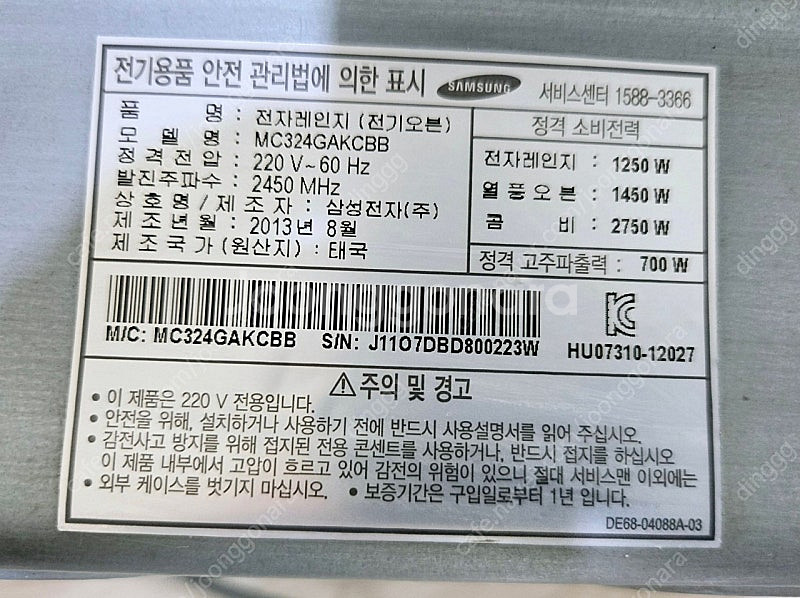 전기용품 안전 관리법에 의한 표시
SAMSUNG
서비스센터 1588-3366
품 명 : 전자레인지 (전기오븐)
모 델 명 : MC324GAKCBB
정 격 전 압 : 220 V~ 60 Hz
발진주파수 : 2450 MHz
상 호 명 / 제 조 자 : 삼성전자(주)
제 조 년 월 : 2013년 8월
제 조 국 가 (원산지) : 태국
정격 소비전력
전자레인지 : 1250 W
열 풍 오 븐 : 1450 W
콤 비 : 2750 W
정격 고주파출력 : 700 W
M/C: MC324GAKCBB S/N: J11O7DBD800223W
HU07310-12027
⚠주의 및 경고
• 이 제품은 220 V 전용입니다.
• 안전을 위해, 설치하거나 사용하기 전에 반드시 사용설명서를 읽어 주십시오.
• 감전사고 방지를 위해 접지된 전용 콘센트를 사용하거나, 반드시 접지를 하십시오
이 제품 내부에서 고압이 흐르고 있어 감전의 위험이 있으니 절대 서비스맨 이외에는
• 외부 케이스를 벗기지 마십시오. • 보증기간은 구입일로부터 1년 입니다.
DE68-04088A-03
joonggonara